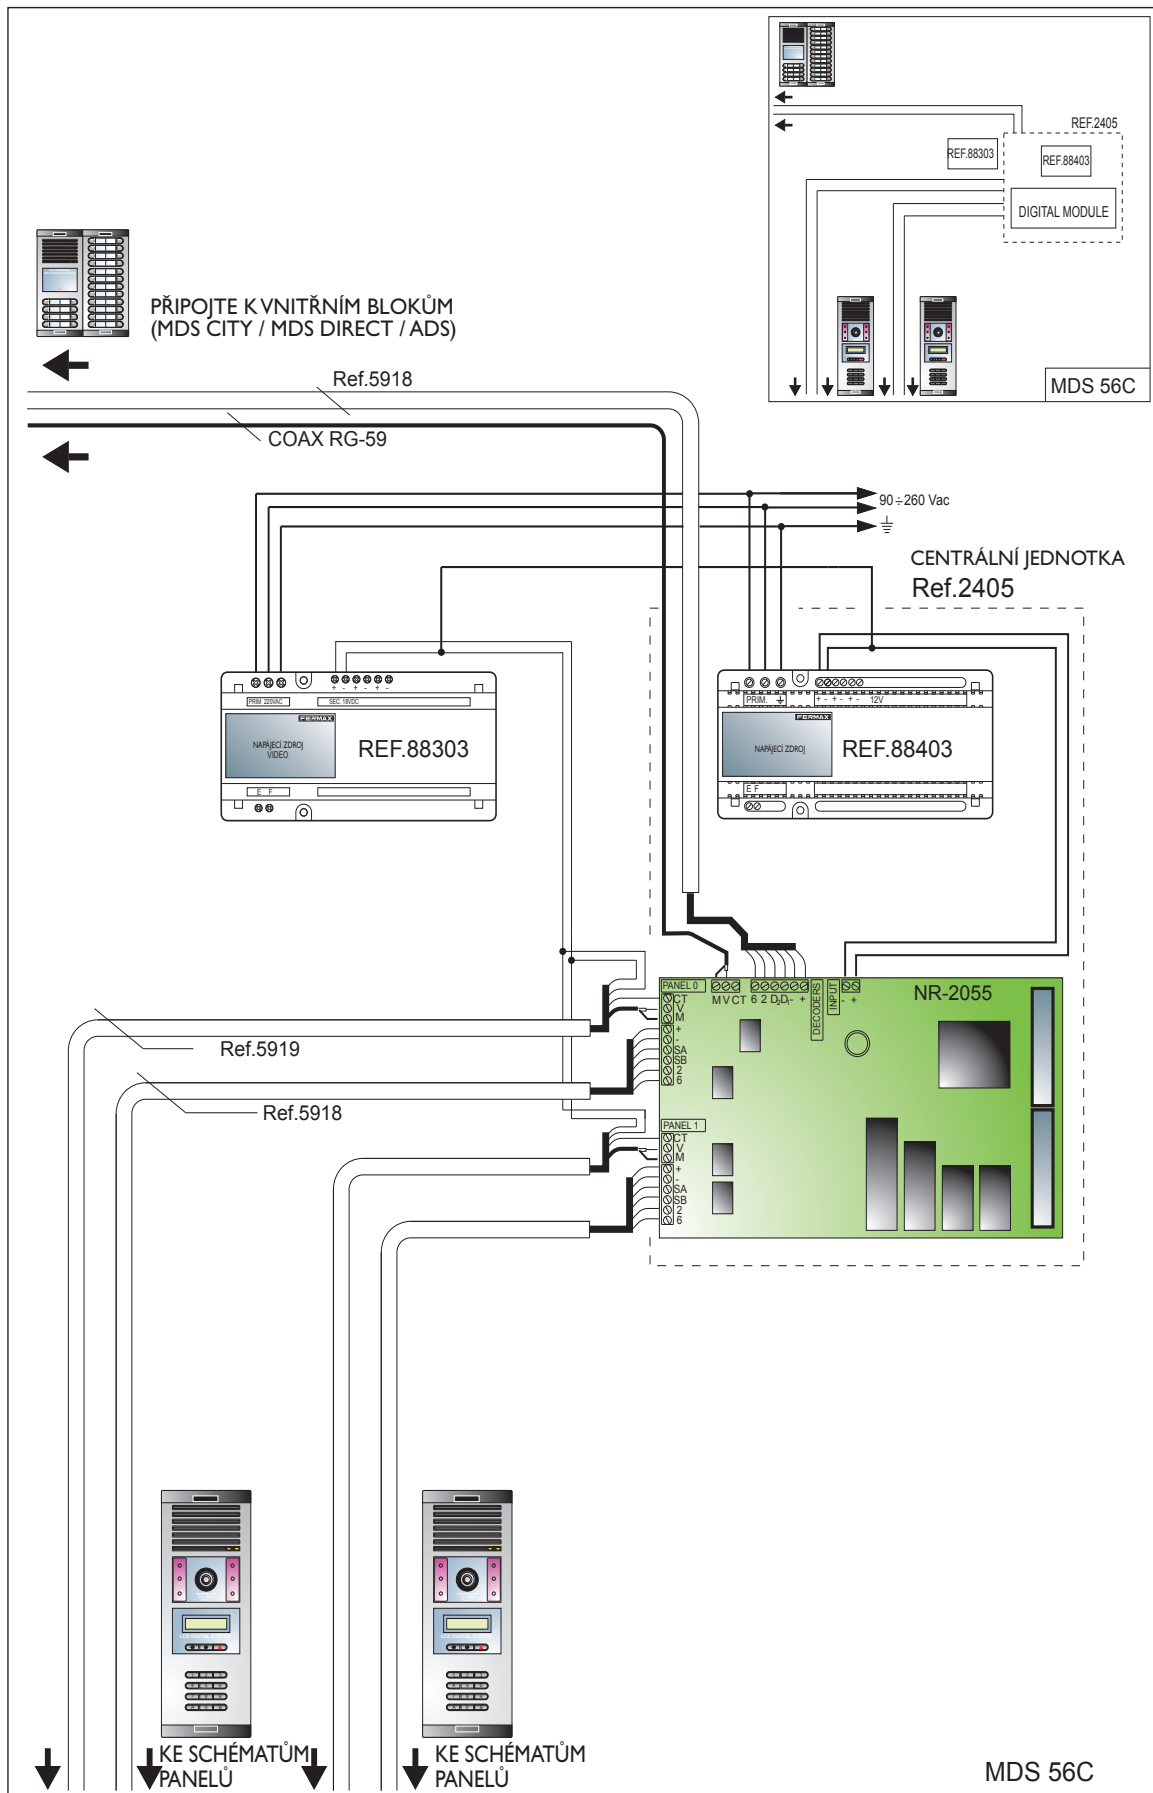 REF.2405
REF.88303
REF.88403
DIGITAL MODULE
MDS 56C
PŘIPOJTE K VNITŘNÍM BLOKŮM
(MDS CITY / MDS DIRECT / ADS)
Ref.5918
COAX RG-59
90÷260 Vac
CENTRÁLNÍ JEDNOTKA
Ref.2405
+ - + - + -
PRIM 220VAC
SEC. 18VDC
FERMAX
NAPÁJECÍ ZDROJ
VIDEO
REF.88303
E F
PRIM.
+ - + - + -
12V
FERMAX
NAPÁJECÍ ZDROJ
REF.88403
E F
PANEL 0
M V CT 6 2 D2 D1 - +
DECODERS
INPUT
- +
NR-2055
CT
V
M
+
-
SA
SB
2
6
Ref.5919
Ref.5918
PANEL 1
CT
V
M
+
-
SA
SB
2
6
KE SCHÉMATŮM
PANELŮ
KE SCHÉMATŮM
PANELŮ
MDS 56C